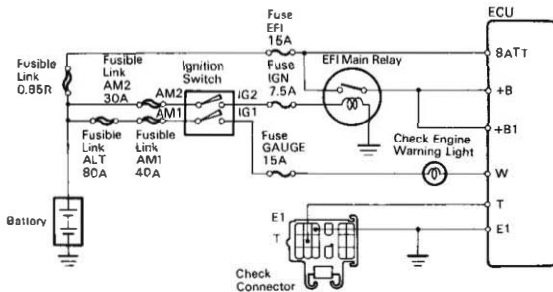 ECU
Fuse
EFI
15A
Fusible
Link
0.85R
Fusible
Link
AM2
30A
Ignition
Switch
Fuse
IGN
7.5A
EFI Main Relay
BATT
+B
+B1
AM2
IG2
AM1
IG1
Fusible
Link
ALT
80A
Fusible
Link
AM1
40A
Fuse
GAUGE
15A
Check Engine
Warning Light
W
T
E1
Battery
E1
T
Check
Connector